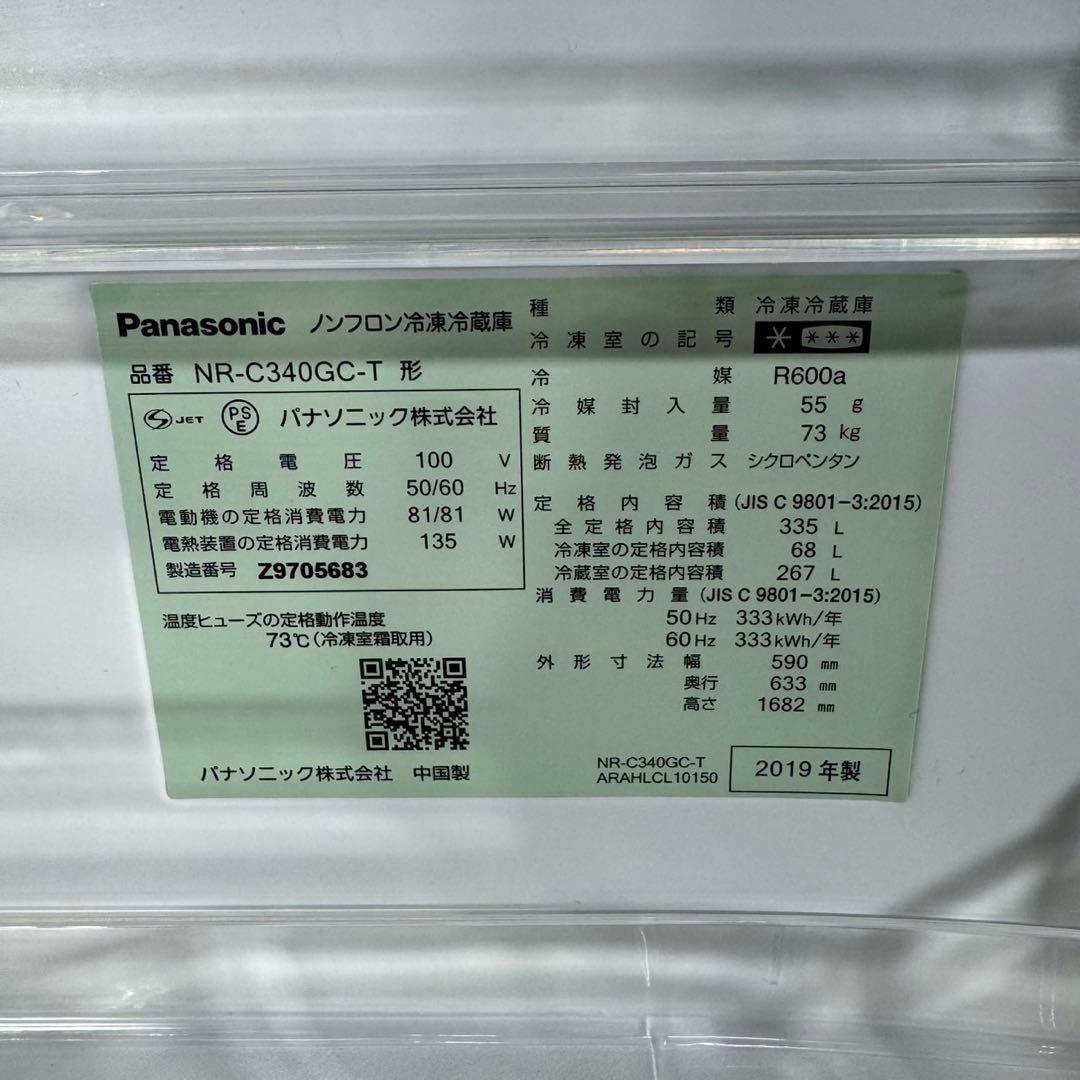 Panasonic ノンフロン冷凍冷蔵庫
品番 NR-C340GC-T 形
JET PSE パナソニック株式会社
定格電圧 100 V
定格周波数 50/60 Hz
電動機の定格消費電力 81/81 W
電熱装置の定格消費電力 135 W
製造番号 Z9705683
温度ヒューズの定格動作温度
73℃(冷凍室霜取用)
パナソニック株式会社 中国製
種類 冷凍冷蔵庫
冷凍室の記号 * ***
冷媒 R600a
冷媒封入量 55 g
質量 73 kg
断熱発泡ガス シクロペンタン
定格内容積 (JIS C 9801-3:2015)
全定格内容積 335 L
冷凍室の定格内容積 68 L
冷蔵室の定格内容積 267 L
消費電力量 (JIS C 9801-3:2015)
50Hz 333kWh/年
60Hz 333kWh/年
外形寸法 幅 590 mm
奥行 633 mm
高さ 1682 mm
NR-C340GC-T
ARAHLCL10150
2019年製